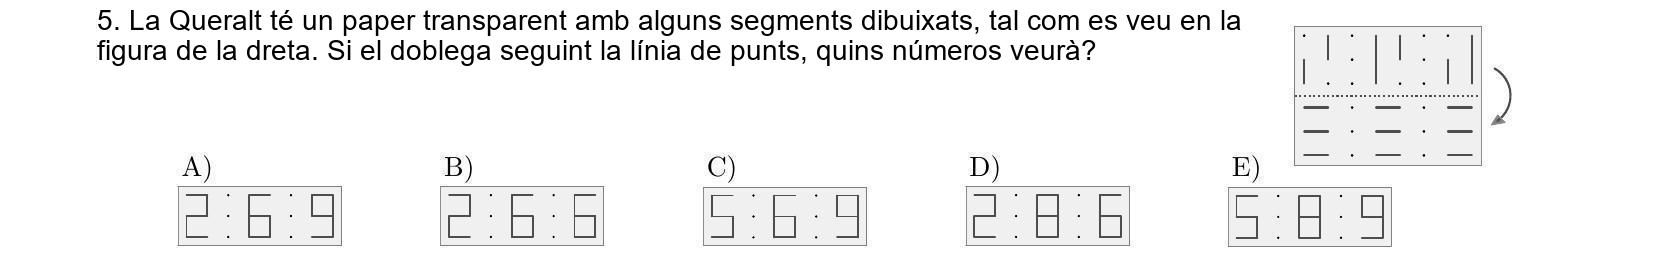 5. La Queralt té un paper transparent amb alguns segments dibuixats, tal com es veu en la
figura de la dreta. Si el doblega seguint la línia de punts, quins números veurà?
A) B) C) D) E)
2:6:9 2:6:6 5:6:9 2:8:6 5:8:9